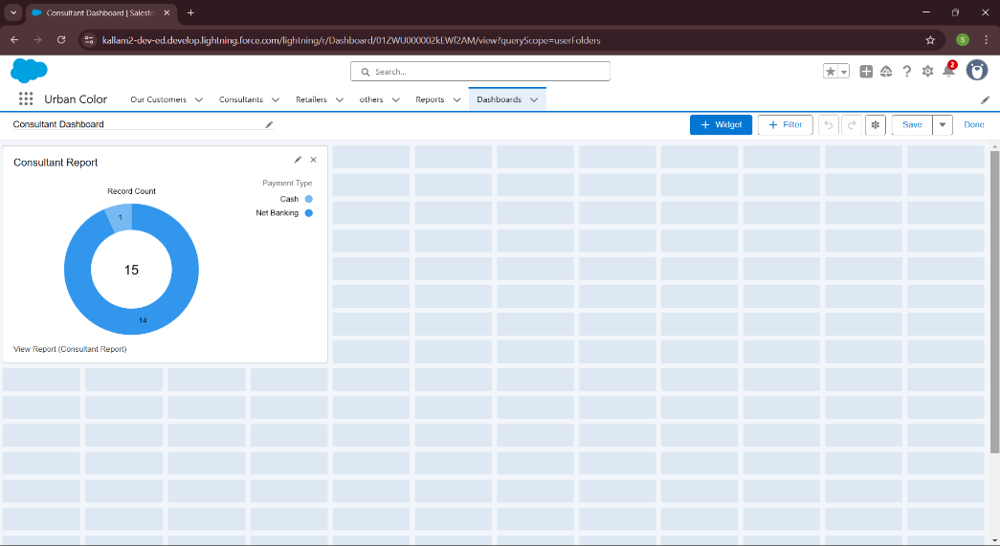 Consultant Dashboard | Salesfo
kallam2-dev-ed.develop.lightning.force.com/lightning/r/Dashboard/01ZWU000002kEWf2AM/view?queryScope=userFolders
S
Search...
2
Urban Color
Our Customers
Consultants
Retailers
others
Reports
Dashboards
Consultant Dashboard
+ Widget
+ Filter
Save
Done
Consultant Report
Record Count
Payment Type
Cash
Net Banking
1
15
14
View Report (Consultant Report)